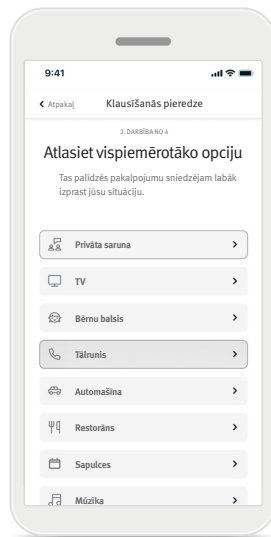 9:41
Atpakaļ
Klausīšanās pieredze
2. DARBĪBA NO 4
Atlasiet vispiemērotāko opciju
Tas palīdzēs pakalpojumu sniedzējam labāk
izprast jūsu situāciju.
Privāta saruna
TV
Bērnu balsis
Tālrunis
Automašīna
Restorāns
Sapulces
Mūzika